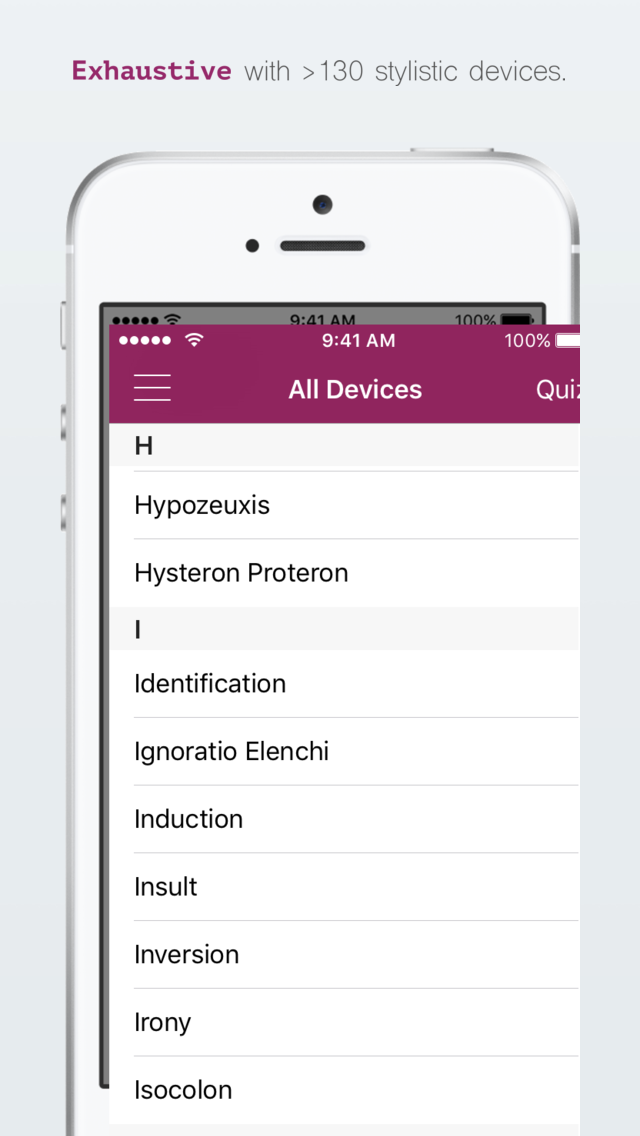 Exhaustive with >130 stylistic devices.
9:41 AM 100%
9:41 AM 100%
All Devices Quiz
H
Hypozeuxis
Hysteron Proteron
I
Identification
Ignoratio Elenchi
Induction
Insult
Inversion
Irony
Isocolon